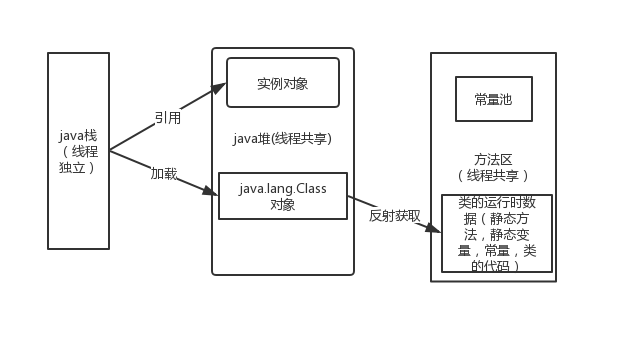 java栈
（线程
独立）
引用
加载
实例对象
java堆(线程共享)
java.lang.Class
对象
反射获取
常量池
方法区
（线程共享）
类的运行时数
据（静态方
法，静态变
量，常量，类
的代码）